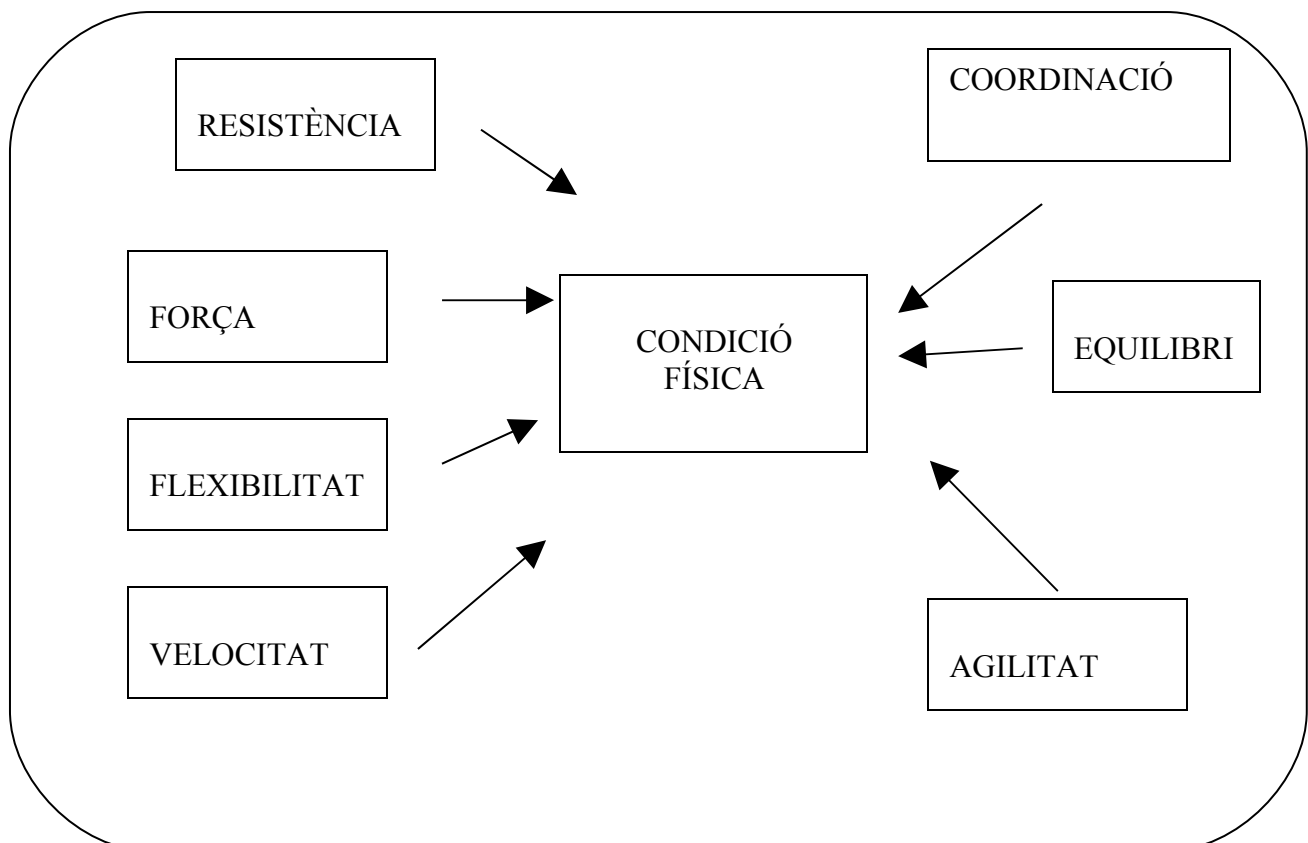 RESISTÈNCIA
FORÇA
FLEXIBILITAT
VELOCITAT
CONDICIÓ
FÍSICA
COORDINACIÓ
EQUILIBRI
AGILITAT